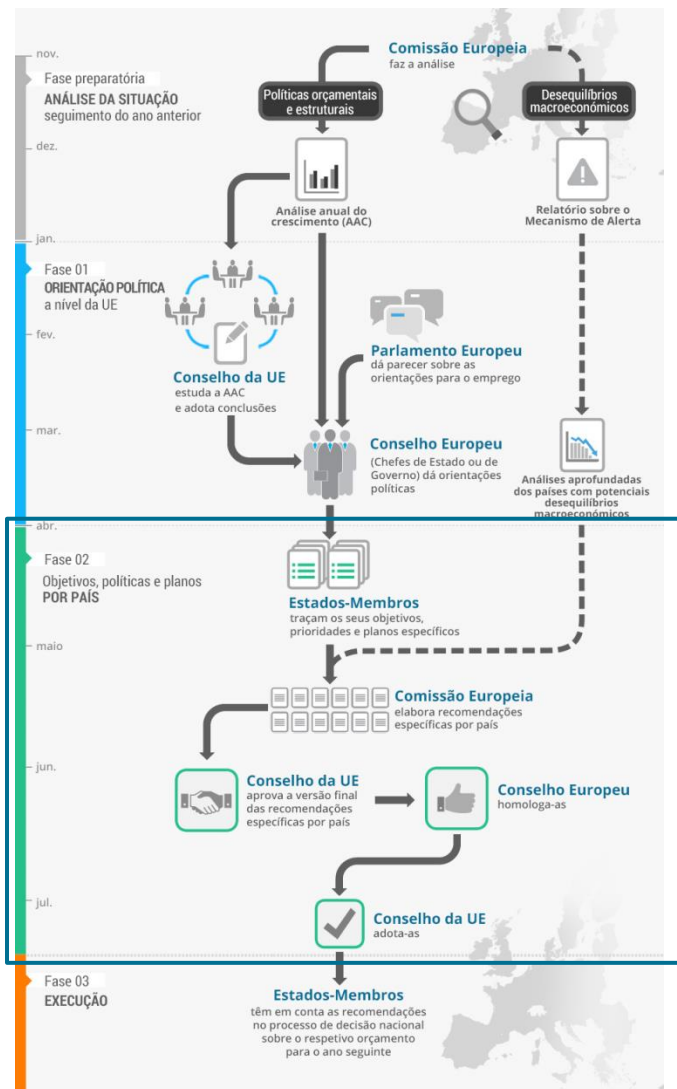 nov.
Comissão Europeia
faz a análise
Fase preparatória
ANÁLISE DA SITUAÇÃO
seguimento do ano anterior
Políticas orçamentais
e estruturais
Desequilíbrios
macroeconómicos
dez.
Análise anual do
crescimento (AAC)
Relatório sobre o
Mecanismo de Alerta
jan.
Fase 01
ORIENTAÇÃO POLÍTICA
a nível da UE
fev.
Conselho da UE
estuda a AAC
e adota conclusões
Parlamento Europeu
dá parecer sobre as
orientações para o emprego
mar.
Conselho Europeu
(Chefes de Estado ou de
Governo) dá orientações
políticas
Análises aprofundadas
dos países com potenciais
desequilíbrios
macroeconómicos
abr.
Fase 02
Objetivos, políticas e planos
POR PAÍS
Estados-Membros
traçam os seus objetivos,
prioridades e planos específicos
maio
Comissão Europeia
elabora recomendações
específicas por país
jun.
Conselho da UE
aprova a versão final
das recomendações
específicas por país
Conselho Europeu
homologa-as
jul.
Conselho da UE
adota-as
Fase 03
EXECUÇÃO
Estados-Membros
têm em conta as recomendações
no processo de decisão nacional
sobre o respetivo orçamento
para o ano seguinte